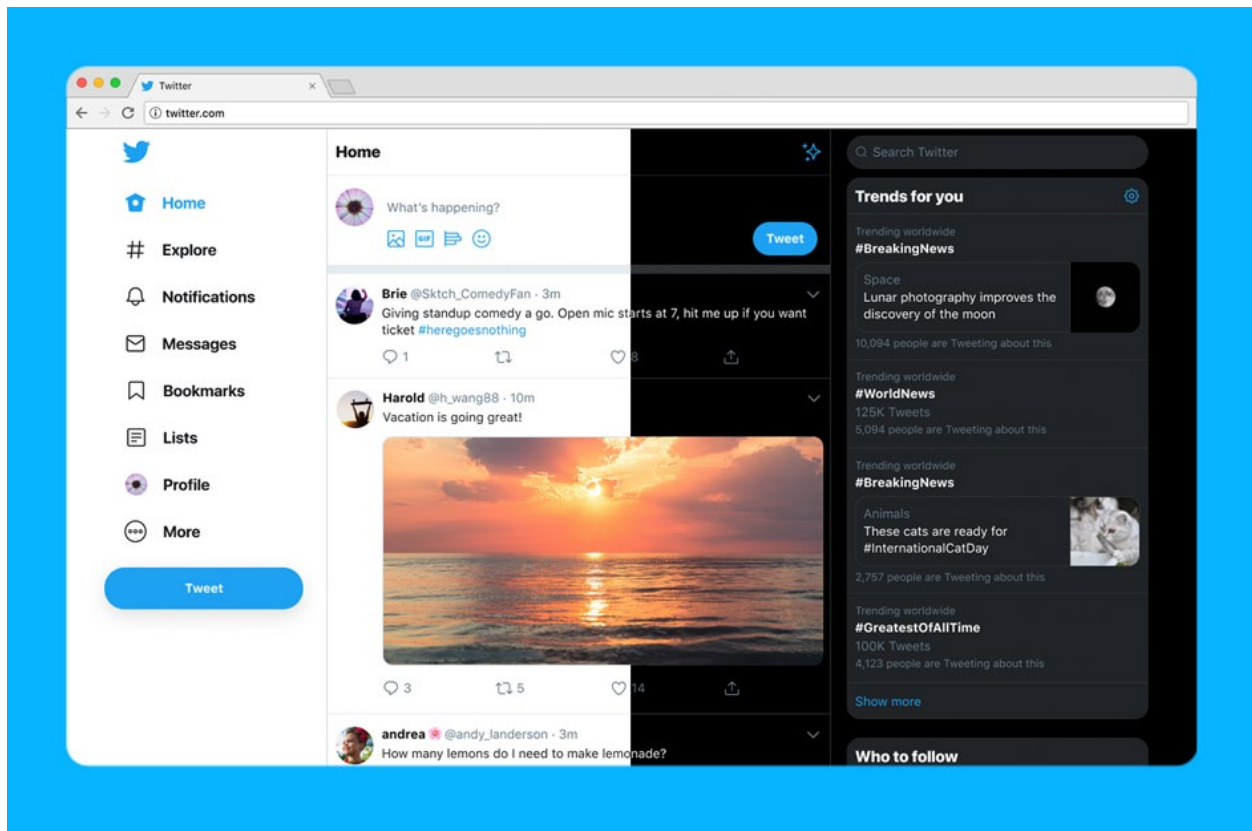 Twitter
twitter.com
Home
Explore
Notifications
Messages
Bookmarks
Lists
Profile
More
Tweet
Home
What's happening?
GIF
Tweet
Brie @Sktch_ComedyFan · 3m
Giving standup comedy a go. Open mic starts at 7, hit me up if you want
ticket #heregoesnothing
1
8
Harold @h_wang88 · 10m
Vacation is going great!
3
5
14
andrea 🌸 @andy_landerson · 3m
How many lemons do I need to make lemonade?
Search Twitter
Trends for you
Trending worldwide
#BreakingNews
Space
Lunar photography improves the
discovery of the moon
10,094 people are Tweeting about this
Trending worldwide
#WorldNews
125K Tweets
5,094 people are Tweeting about this
Trending worldwide
#BreakingNews
Animals
These cats are ready for
#InternationalCatDay
2,757 people are Tweeting about this
Trending worldwide
#GreatestOfAllTime
100K Tweets
4,123 people are Tweeting about this
Show more
Who to follow